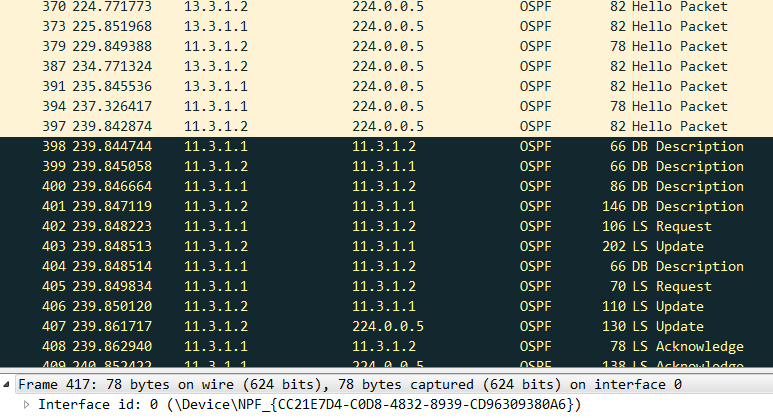 370 224.771773 13.3.1.2 224.0.0.5 OSPF 82 Hello Packet
373 225.851968 13.3.1.1 224.0.0.5 OSPF 82 Hello Packet
379 229.849388 11.3.1.2 224.0.0.5 OSPF 78 Hello Packet
387 234.771324 13.3.1.2 224.0.0.5 OSPF 82 Hello Packet
391 235.845536 13.3.1.1 224.0.0.5 OSPF 82 Hello Packet
394 237.326417 11.3.1.1 224.0.0.5 OSPF 78 Hello Packet
397 239.842874 11.3.1.2 224.0.0.5 OSPF 82 Hello Packet
398 239.844744 11.3.1.1 11.3.1.2 OSPF 66 DB Description
399 239.845058 11.3.1.2 11.3.1.1 OSPF 66 DB Description
400 239.846664 11.3.1.1 11.3.1.2 OSPF 86 DB Description
401 239.847119 11.3.1.2 11.3.1.1 OSPF 146 DB Description
402 239.848223 11.3.1.1 11.3.1.2 OSPF 106 LS Request
403 239.848513 11.3.1.2 11.3.1.1 OSPF 202 LS Update
404 239.848514 11.3.1.1 11.3.1.2 OSPF 66 DB Description
405 239.849834 11.3.1.2 11.3.1.1 OSPF 70 LS Request
406 239.850120 11.3.1.1 11.3.1.2 OSPF 110 LS Update
407 239.861717 11.3.1.2 224.0.0.5 OSPF 130 LS Update
408 239.862940 11.3.1.1 11.3.1.2 OSPF 78 LS Acknowledge
409 240.852422 11.3.1.1 224.0.0.5 OSPF 138 LS Acknowledge
Frame 417: 78 bytes on wire (624 bits), 78 bytes captured (624 bits) on interface 0
Interface id: 0 (\Device\NPF_{CC21E7D4-C0D8-4832-8939-CD96309380A6})